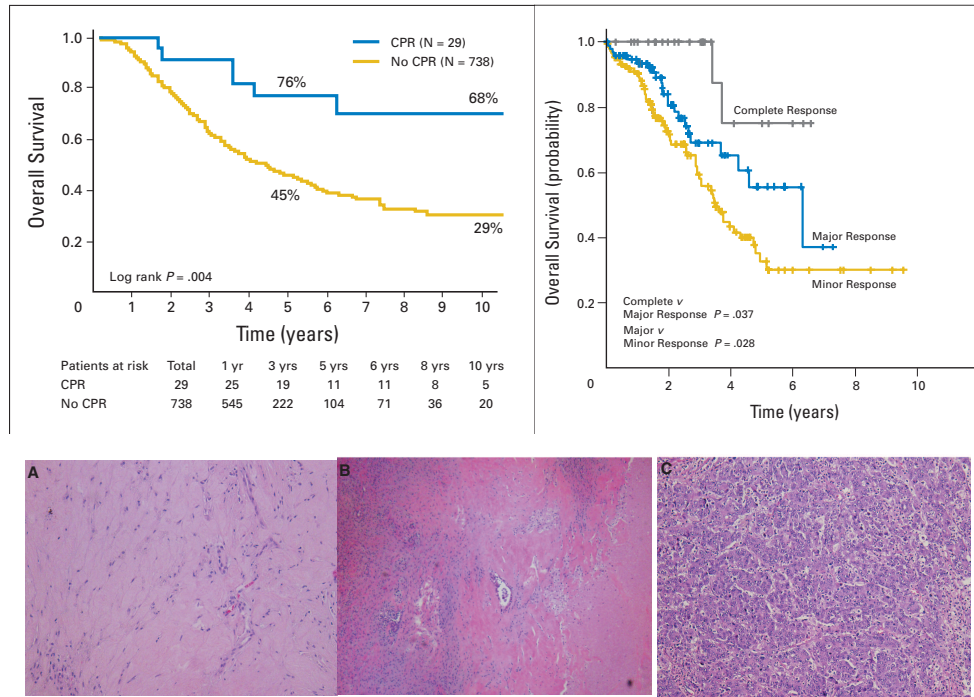 CPR (N = 29)
No CPR (N = 738)
Overall Survival
1.0
0.8
0.6
0.4
0.2
0
76%
68%
45%
29%
Log rank P = .004
1 2 3 4 5 6 7 8 9 10
Time (years)
Patients at risk Total 1 yr 3 yrs 5 yrs 6 yrs 8 yrs 10 yrs
CPR 29 25 19 11 11 8 5
No CPR 738 545 222 104 71 36 20
Overall Survival (probability)
1.0
0.8
0.6
0.4
0.2
0
Complete Response
Major Response
Minor Response
Complete v
Major Response P = .037
Major v
Minor Response P = .028
2 4 6 8 10
Time (years)
A
B
C